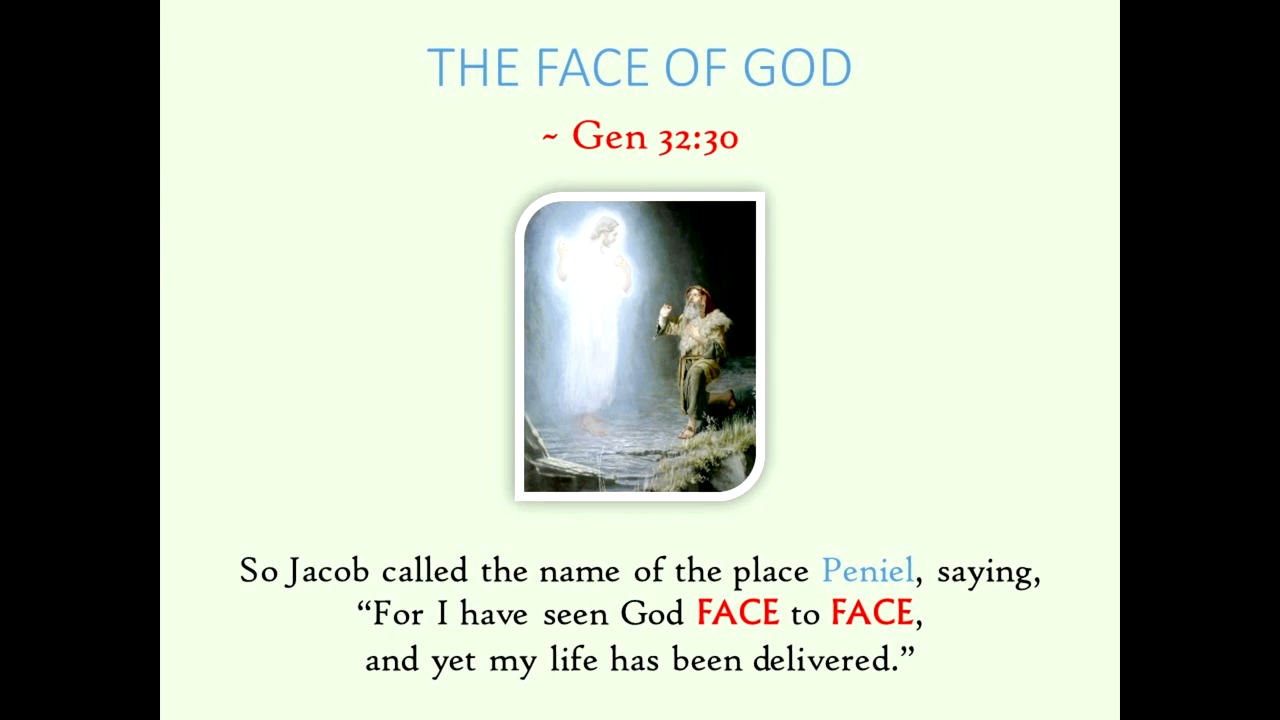 THE FACE OF GOD
~ Gen 32:30
So Jacob called the name of the place Peniel, saying,
“For I have seen God FACE to FACE,
and yet my life has been delivered.”